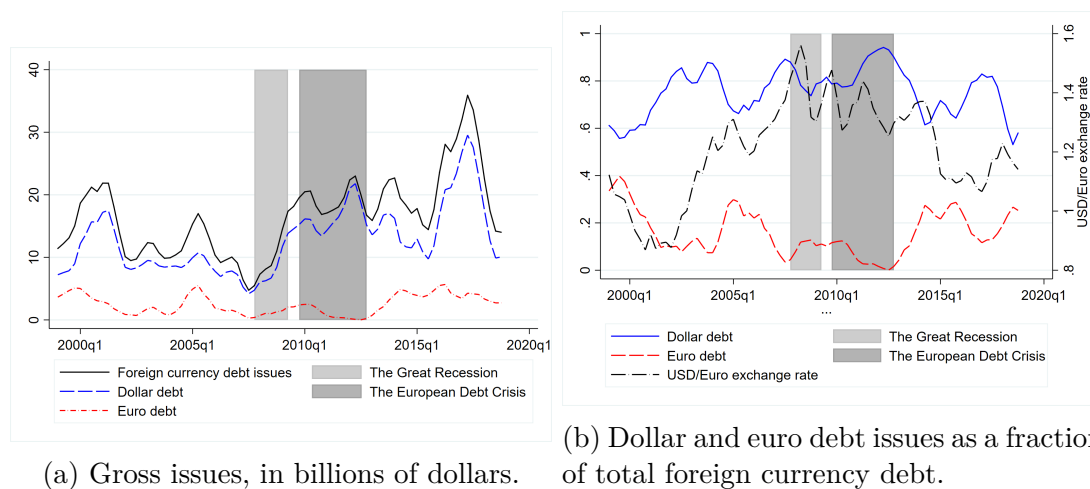 40
30
20
10
0
2000q1 2005q1 2010q1 2015q1 2020q1
Foreign currency debt issues
Dollar debt
Euro debt
The Great Recession
The European Debt Crisis
(a) Gross issues, in billions of dollars.
1
.8
.6
.4
.2
0
1.6
1.4
1.2
1
.8
USD/Euro exchange rate
2000q1 2005q1 2010q1 2015q1 2020q1
...
Dollar debt
Euro debt
USD/Euro exchange rate
The Great Recession
The European Debt Crisis
(b) Dollar and euro debt issues as a fraction
of total foreign currency debt.